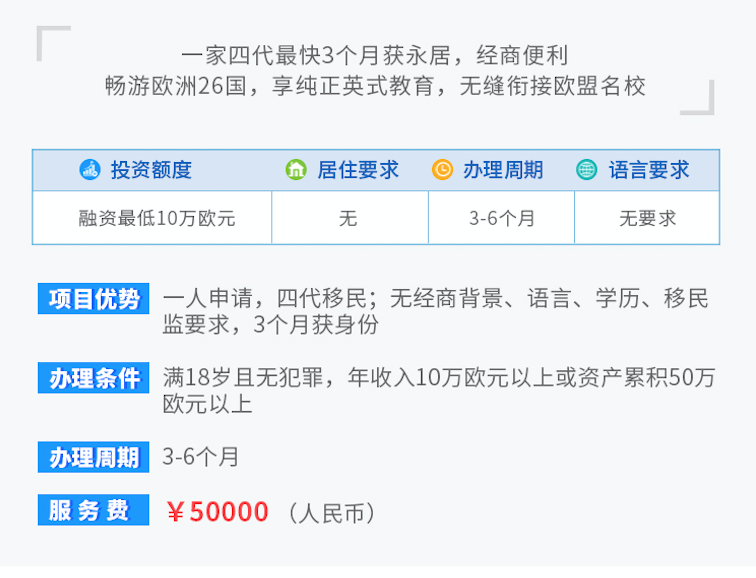 一家四代最快3个月获永居，经商便利
畅游欧洲26国，享纯正英式教育，无缝衔接欧盟名校
投资额度 居住要求 办理周期 语言要求
融资最低10万欧元 无 3-6个月 无要求
项目优势 一人申请，四代移民；无经商背景、语言、学历、移民
监要求，3个月获身份
办理条件 满18岁且无犯罪，年收入10万欧元以上或资产累积50万
欧元以上
办理周期 3-6个月
服务费 ￥50000（人民币）